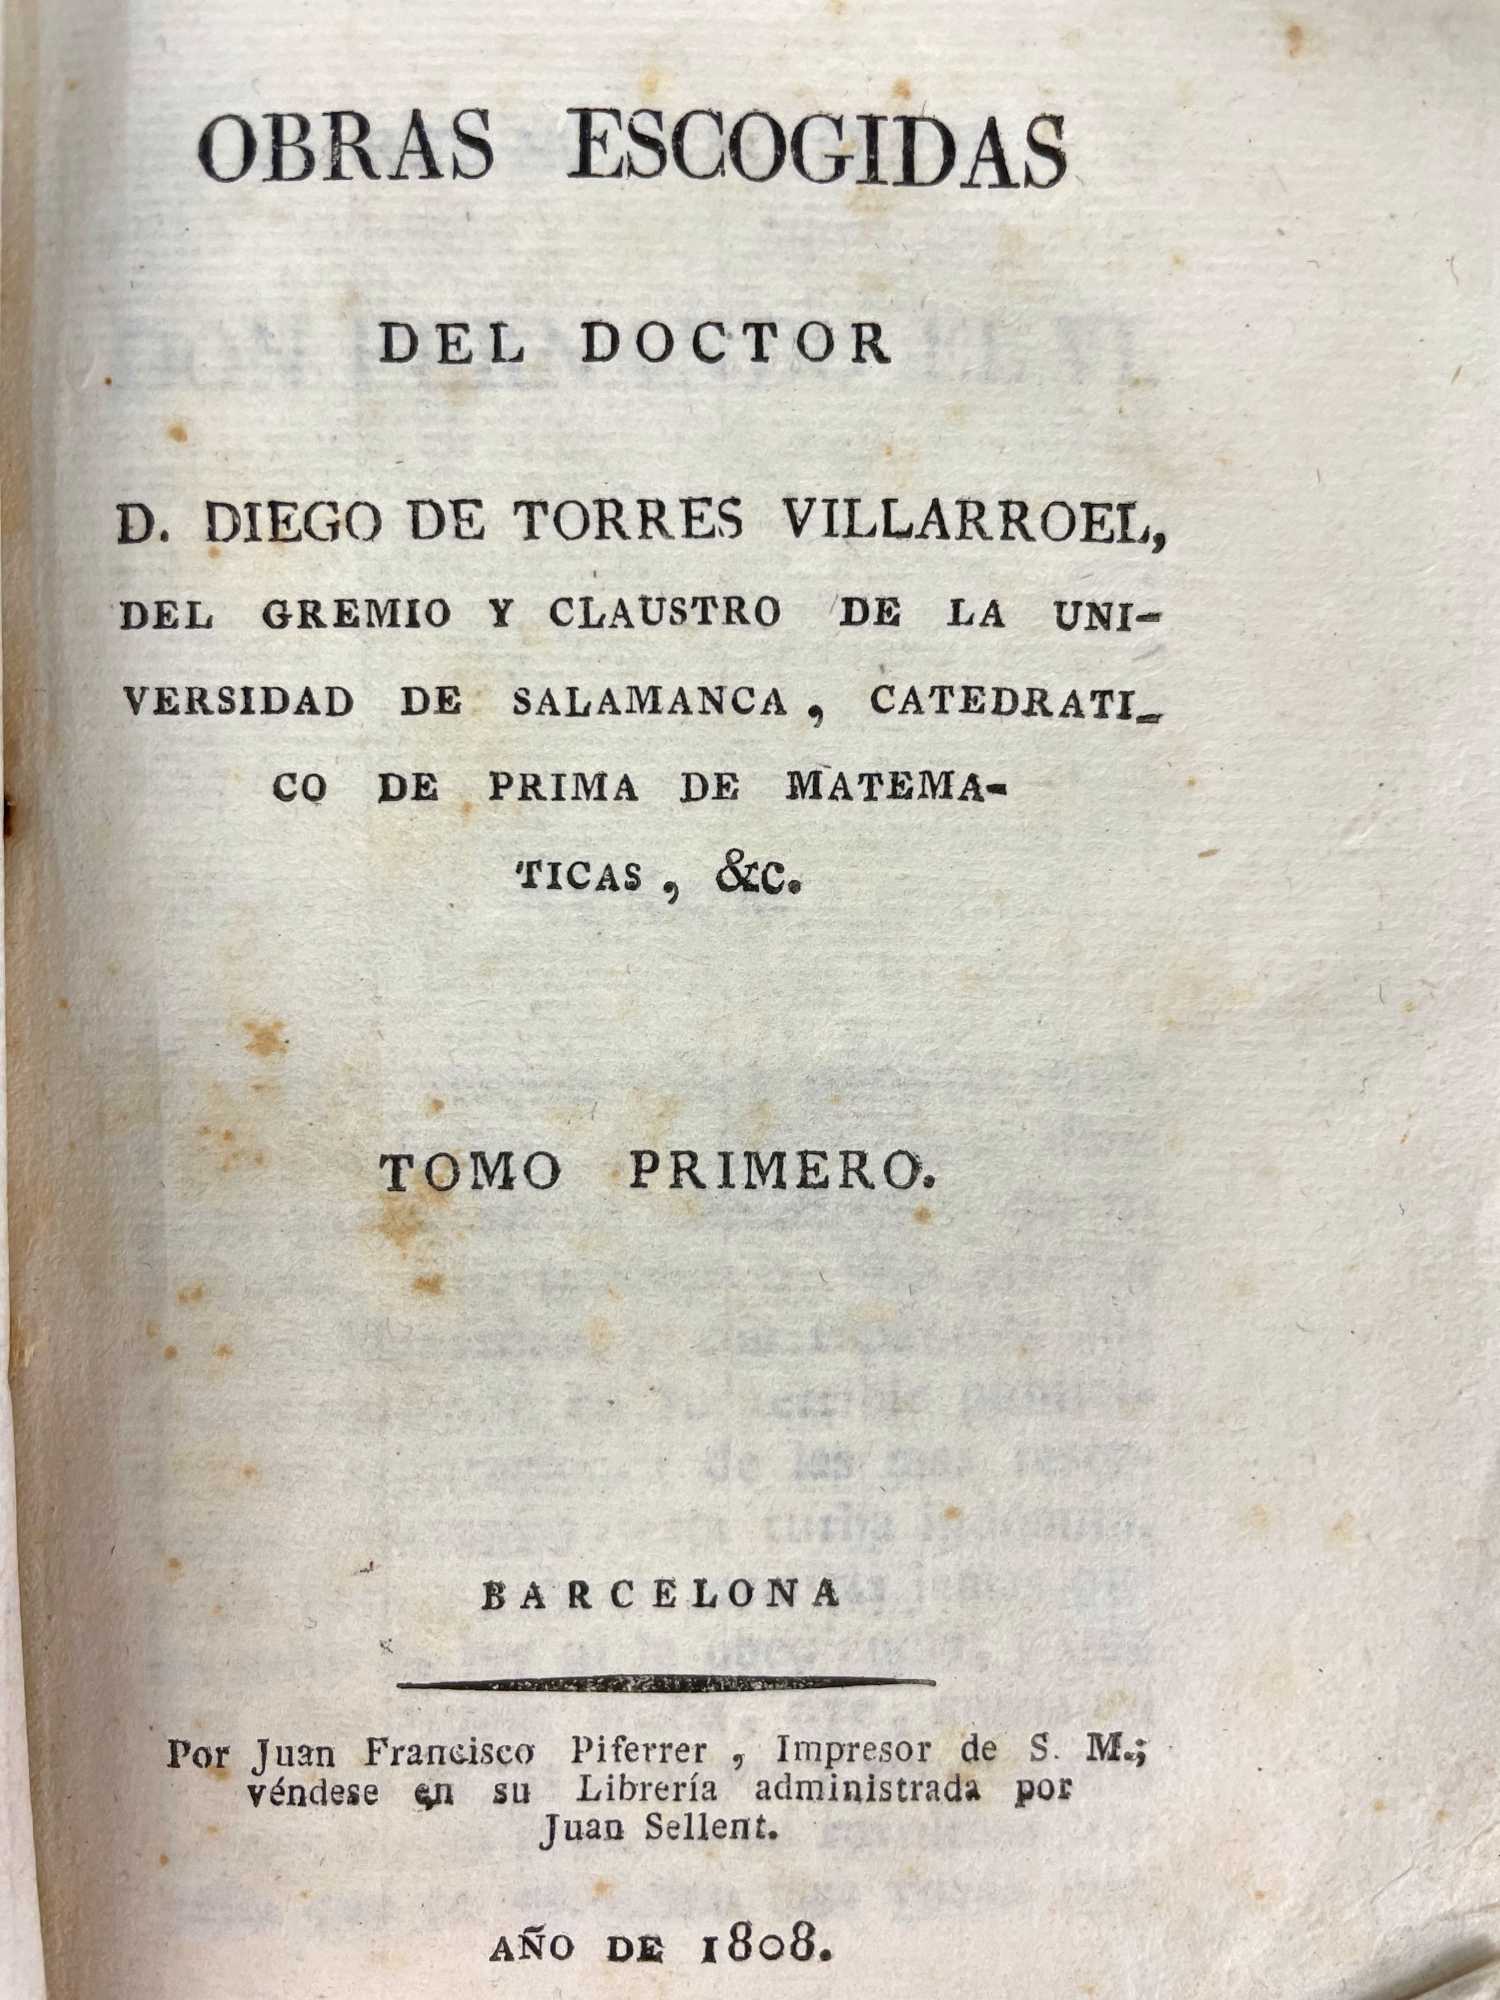 OBRAS ESCOGIDAS
DEL DOCTOR
D. DIEGO DE TORRES VILLARROEL,
DEL GREMIO Y CLAUSTRO DE LA UNI-
VERSIDAD DE SALAMANCA, CATEDRATI-
CO DE PRIMA DE MATEMA-
TICAS, &c.
TOMO PRIMERO.
BARCELONA
Por Juan Francisco Piferrer, Impresor de S. M.;
véndese en su Librería administrada por
Juan Sellent.
AÑO DE 1808.